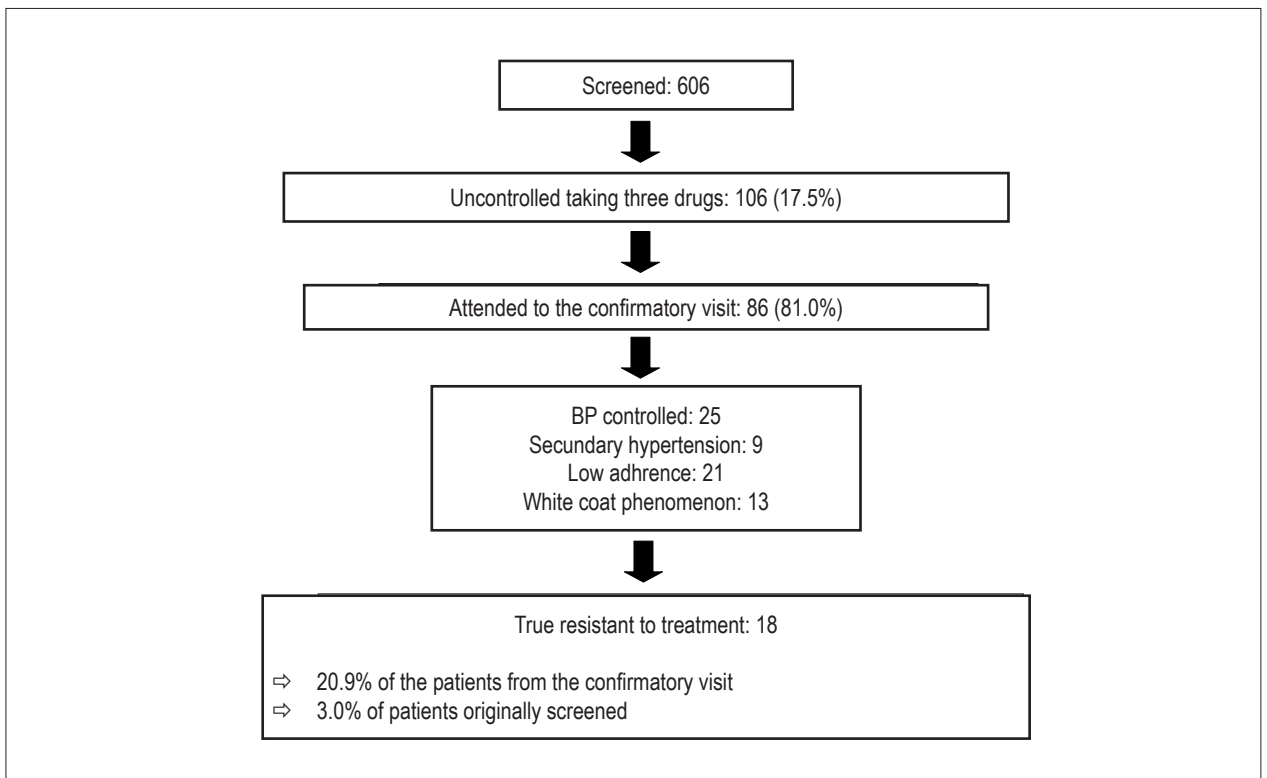 Screened: 606
Uncontrolled taking three drugs: 106 (17.5%)
Attended to the confirmatory visit: 86 (81.0%)
BP controlled: 25
Secundary hypertension: 9
Low adhrence: 21
White coat phenomenon: 13
True resistant to treatment: 18
⇨ 20.9% of the patients from the confirmatory visit
⇨ 3.0% of patients originally screened